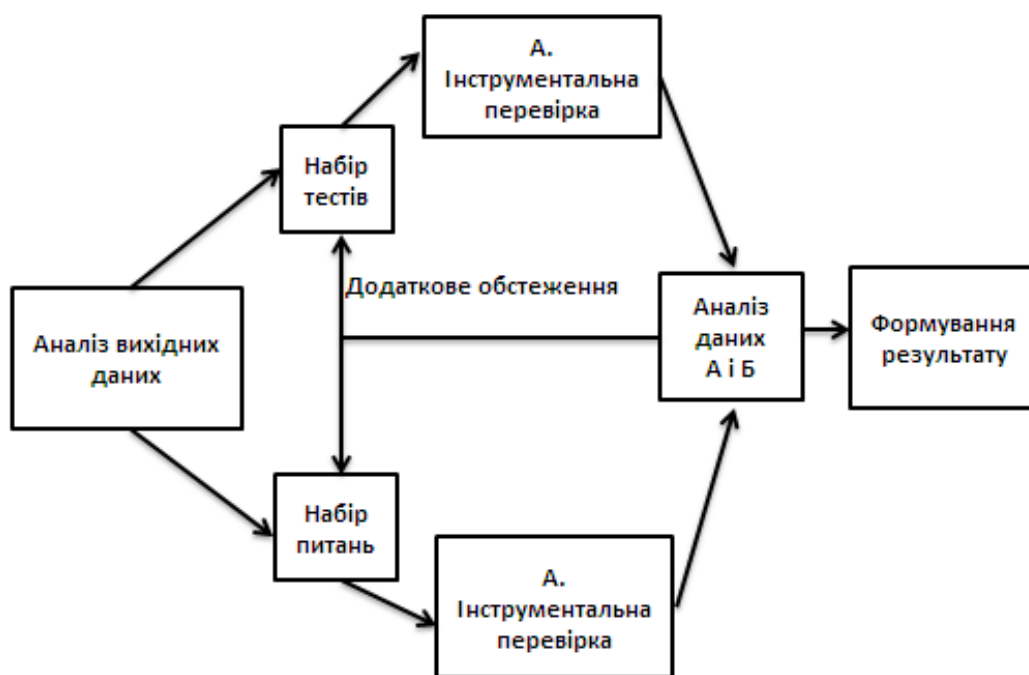 А.
Інструментальна
перевірка
Набір
тестів
Додаткове обстеження
Аналіз вихідних
даних
Аналіз
даних
А і Б
Формування
результату
Набір
питань
А.
Інструментальна
перевірка